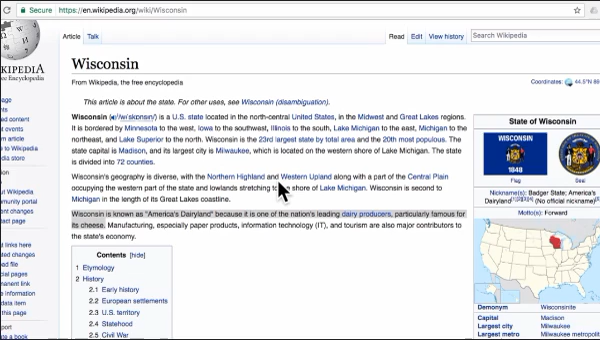 Secure https://en.wikipedia.org/wiki/Wisconsin
Article Talk Read Edit View history Search Wikipedia
Wisconsin
From Wikipedia, the free encyclopedia
Coordinates: 44.5°N 89
This article is about the state. For other uses, see Wisconsin (disambiguation).
Wisconsin is a U.S. state located in the north-central United States, in the Midwest and Great Lakes regions.
It is bordered by Minnesota to the west, Iowa to the southwest, Illinois to the south, Lake Michigan to the east, Michigan to the
northeast, and Lake Superior to the north. Wisconsin is the 23rd largest state by total area and the 20th most populous. The
state capital is Madison, and its largest city is Milwaukee, which is located on the western shore of Lake Michigan. The state
is divided into 72 counties.
Wisconsin's geography is diverse, with the Northern Highland and Western Upland along with a part of the Central Plain
occupying the western part of the state and lowlands stretching to shore of Lake Michigan. Wisconsin is second to
Michigan in the length of its Great Lakes coastline.
Wisconsin is known as "America's Dairyland" because it is one of the nation's leading dairy producers, particularly famous for
its cheese. Manufacturing, especially paper products, information technology (IT), and tourism are also major contributors to
the state's economy.
Contents [hide]
1 Etymology
2 History
2.1 Early history
2.2 European settlements
2.3 U.S. territory
2.4 Statehood
2.5 Civil War
State of Wisconsin
WISCONSIN
1848
Flag Seal
Nickname(s): Badger State; America's
Dairyland (No official nickname)
Motto(s): Forward
Demonym Wisconsinite
Capital Madison
Largest city Milwaukee
Largest metro Milwaukee metropolitan